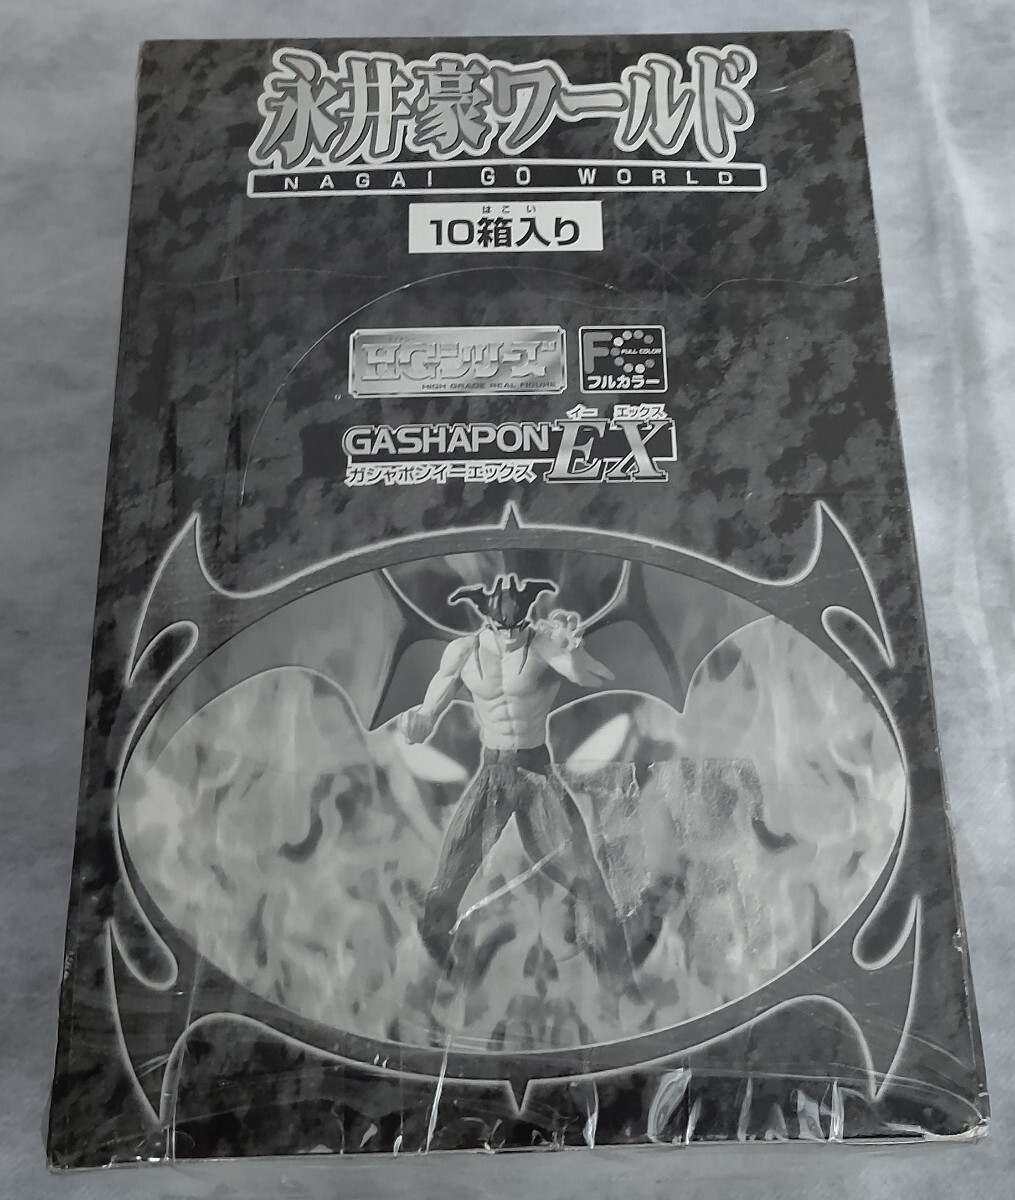 永井豪ワールド
NAGAI GO WORLD
はこい
10箱入り
HGシリーズ
HIGH GRADE REAL FIGURE
FC
FULL COLOR
フルカラー
イー エックス
GASHAPON EX
ガシャポンイーエックス